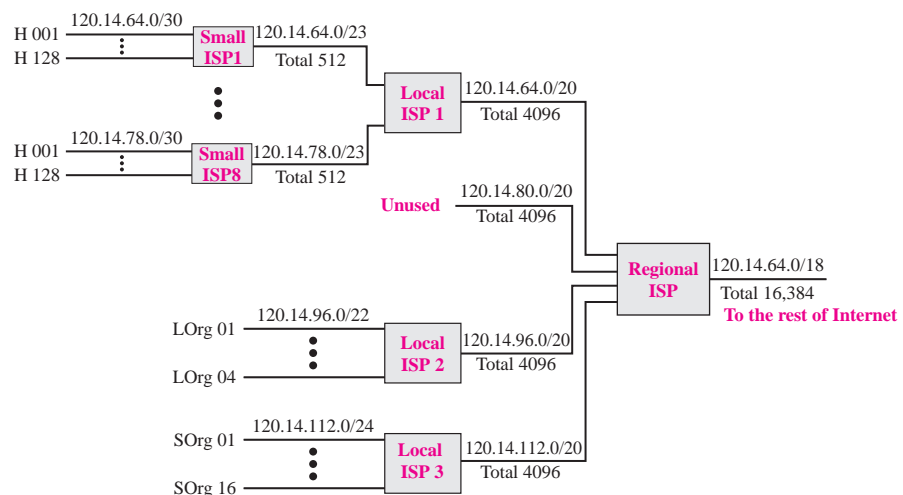 120.14.64.0/30
H 001
H 128
Small
ISP1
120.14.64.0/23
Total 512
120.14.78.0/30
H 001
H 128
Small
ISP8
120.14.78.0/23
Total 512
Local
ISP 1
120.14.64.0/20
Total 4096
Unused
120.14.80.0/20
Total 4096
Regional
ISP
120.14.64.0/18
Total 16,384
To the rest of Internet
LOrg 01
120.14.96.0/22
LOrg 04
Local
ISP 2
120.14.96.0/20
Total 4096
SOrg 01
120.14.112.0/24
SOrg 16
Local
ISP 3
120.14.112.0/20
Total 4096